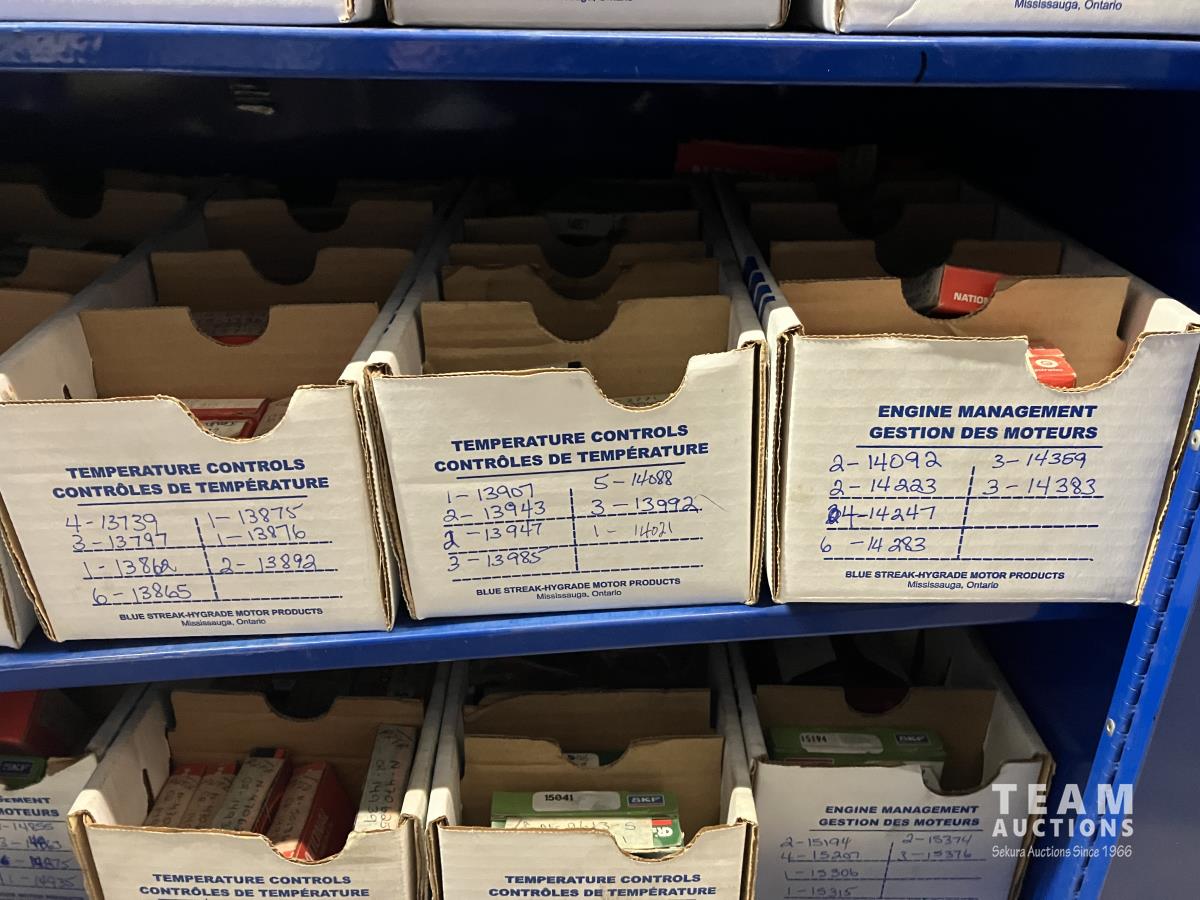 Mississauga, Ontario
NATION
TEMPERATURE CONTROLS
CONTRÔLES DE TEMPÉRATURE
4-13739 1-13875
3-13797 1-13876
1-13862 2-13892
6-13865
BLUE STREAK-HYGRADE MOTOR PRODUCTS
Mississauga, Ontario
TEMPERATURE CONTROLS
CONTRÔLES DE TEMPÉRATURE
1-13907 5-14088
2-13943 3-13992
2-13947 1-14021
3-13985
BLUE STREAK-HYGRADE MOTOR PRODUCTS
Mississauga, Ontario
ENGINE MANAGEMENT
GESTION DES MOTEURS
2-14092 3-14359
2-14223 3-14383
4-14247
6-14283
BLUE STREAK-HYGRADE MOTOR PRODUCTS
Mississauga, Ontario
MOTEURS
TEMPERATURE CONTROLS
CONTRÔLES DE TEMPÉRATURE
15041 SKF
TEMPERATURE CONTROLS
CONTRÔLES DE TEMPÉRATURE
15194 SKF
ENGINE MANAGEMENT
GESTION DES MOTEURS
2-15194 2-15374
4-15207 3-15376
1-15306
1-15315
TEAM
AUCTIONS
Sekura Auctions Since 1966